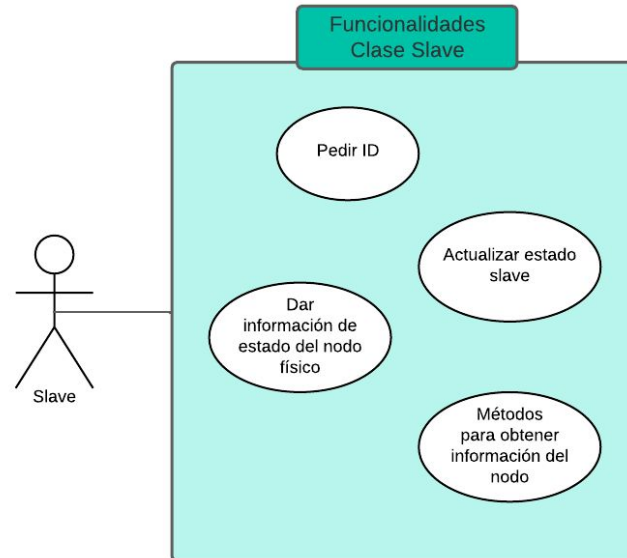 Funcionalidades
Clase Slave
Pedir ID
Actualizar estado
slave
Dar
información de
estado del nodo
físico
Slave
Métodos
para obtener
información del
nodo